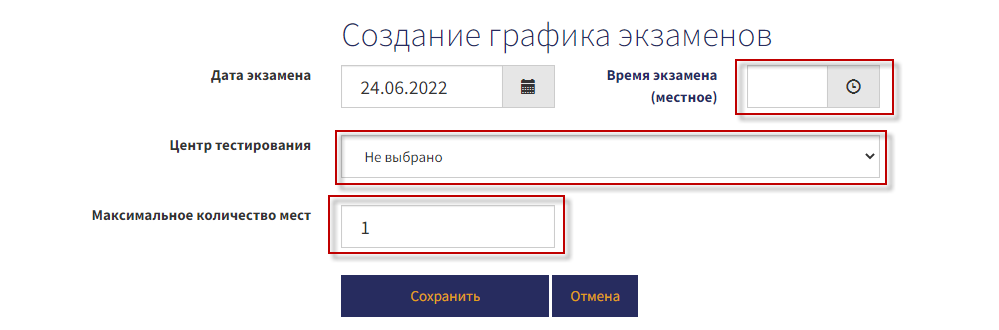 Создание графика экзаменов
Дата экзамена
24.06.2022
Время экзамена
(местное)
Центр тестирования
Не выбрано
Максимальное количество мест
1
Сохранить
Отмена